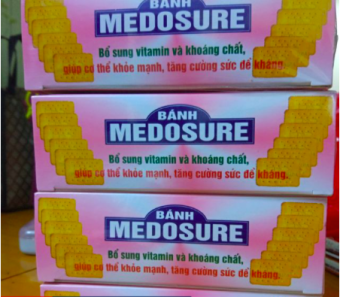 BÁNH
MEDOSURE
Bổ sung vitamin và khoáng chất,
giúp cơ thể khỏe mạnh, tăng cường sức đề kháng.
BÁNH
MEDOSURE
Bổ sung vitamin và khoáng chất,
giúp cơ thể khỏe mạnh, tăng cường sức đề kháng.
BÁNH
MEDOSURE
Bổ sung vitamin và khoáng chất,
giúp cơ thể khỏe mạnh, tăng cường sức đề kháng.